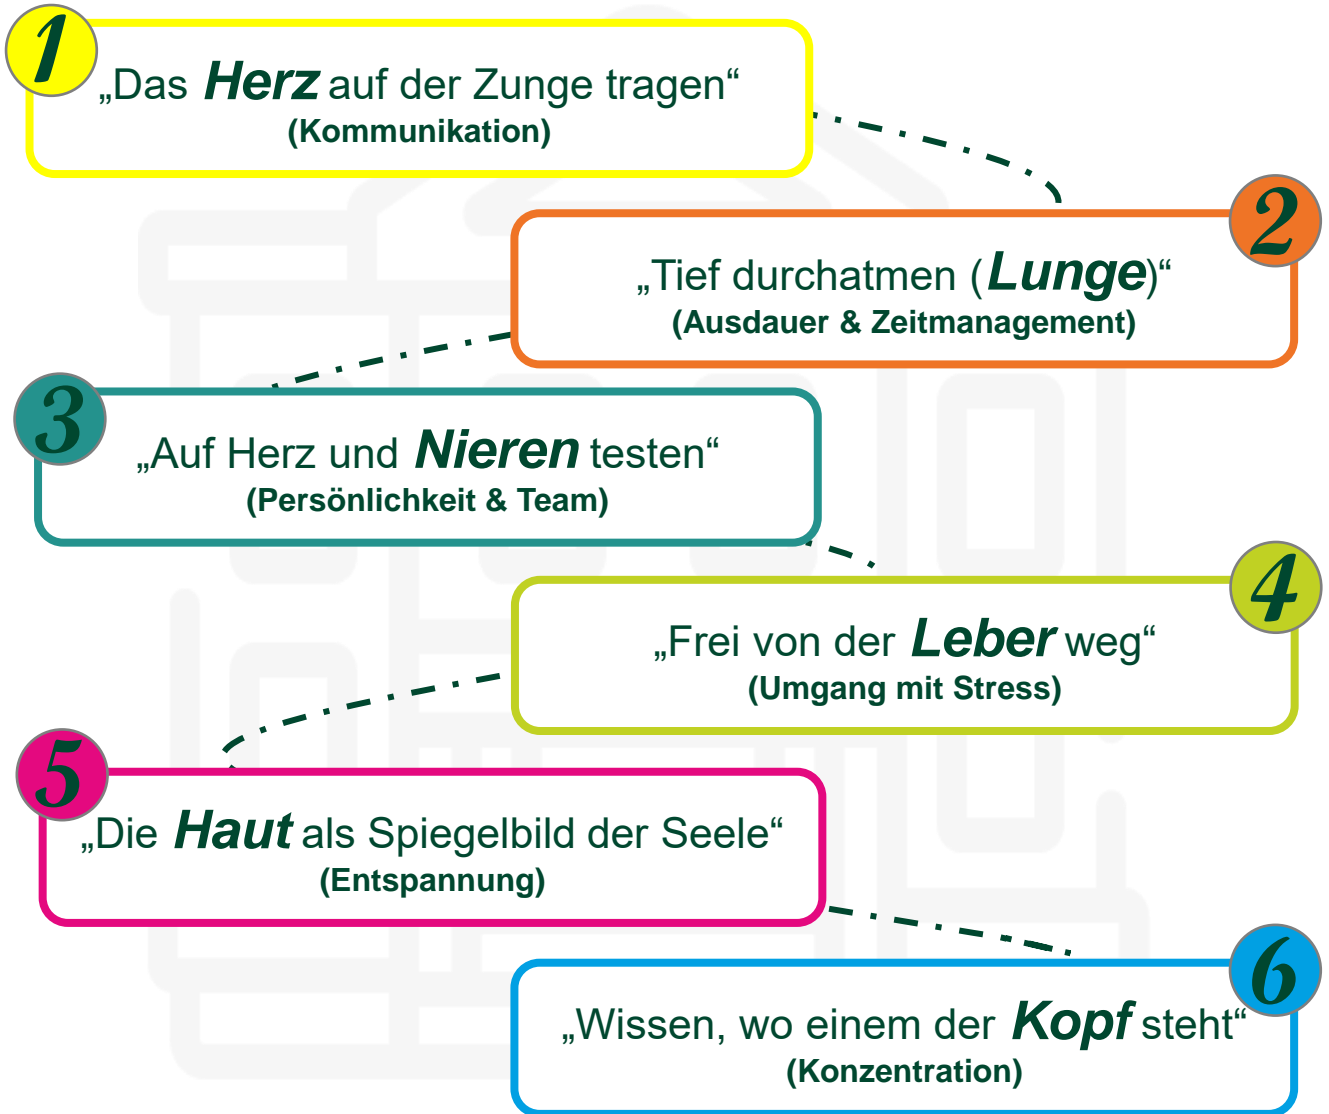 1
„Das Herz auf der Zunge tragen“
(Kommunikation)
2
„Tief durchatmen (Lunge)“
(Ausdauer & Zeitmanagement)
3
„Auf Herz und Nieren testen“
(Persönlichkeit & Team)
4
„Frei von der Leber weg“
(Umgang mit Stress)
5
„Die Haut als Spiegelbild der Seele“
(Entspannung)
6
„Wissen, wo einem der Kopf steht“
(Konzentration)